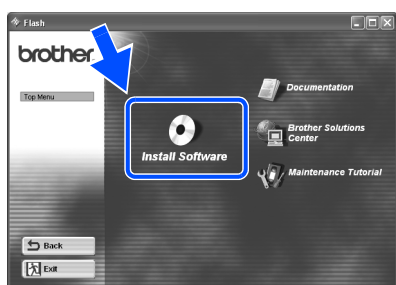 Flash
brother
Top Menu
Documentation
Brother Solutions
Center
Install Software
Maintenance Tutorial
Back
Exit